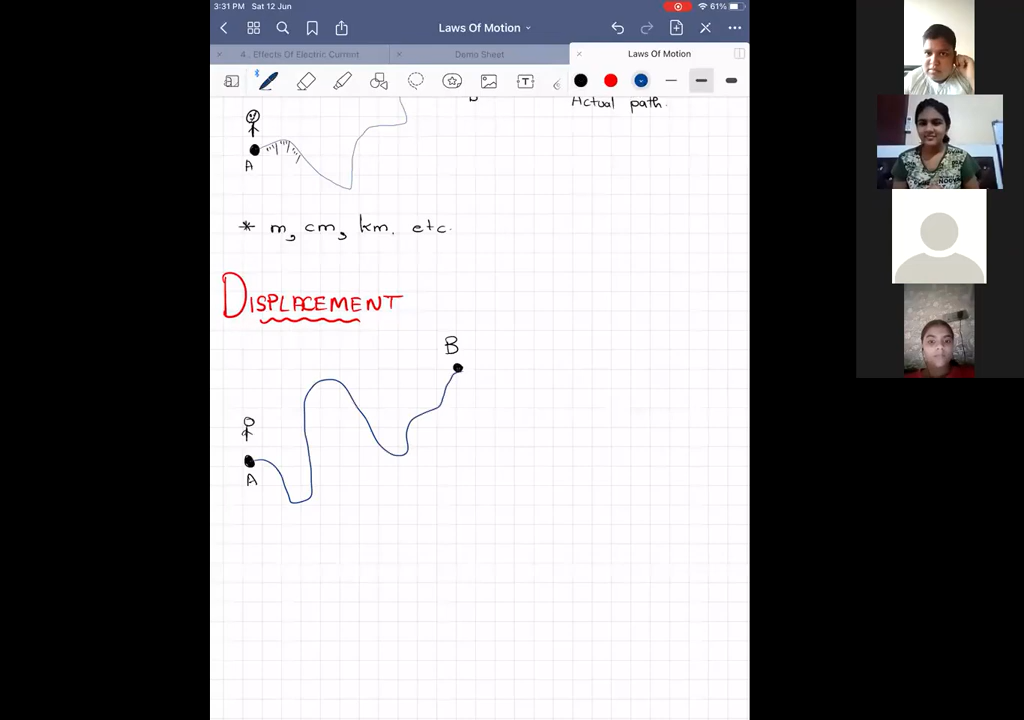 3:31 PM Sat 12 Jun 61%
Laws Of Motion
4. Effects Of Electric Current Demo Sheet Laws Of Motion
T
Actual path.
A
* m, cm, km. etc.
DISPLACEMENT
B
A